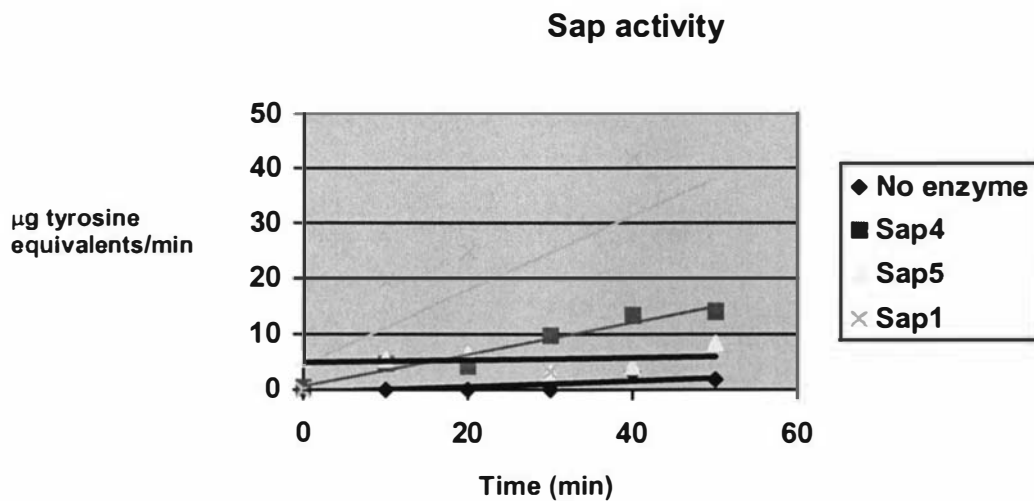 Sap activity
50
40
30
20
10
0
μg tyrosine
equivalents/min
0 20 40 60
Time (min)
No enzyme
Sap4
Sap5
Sap1